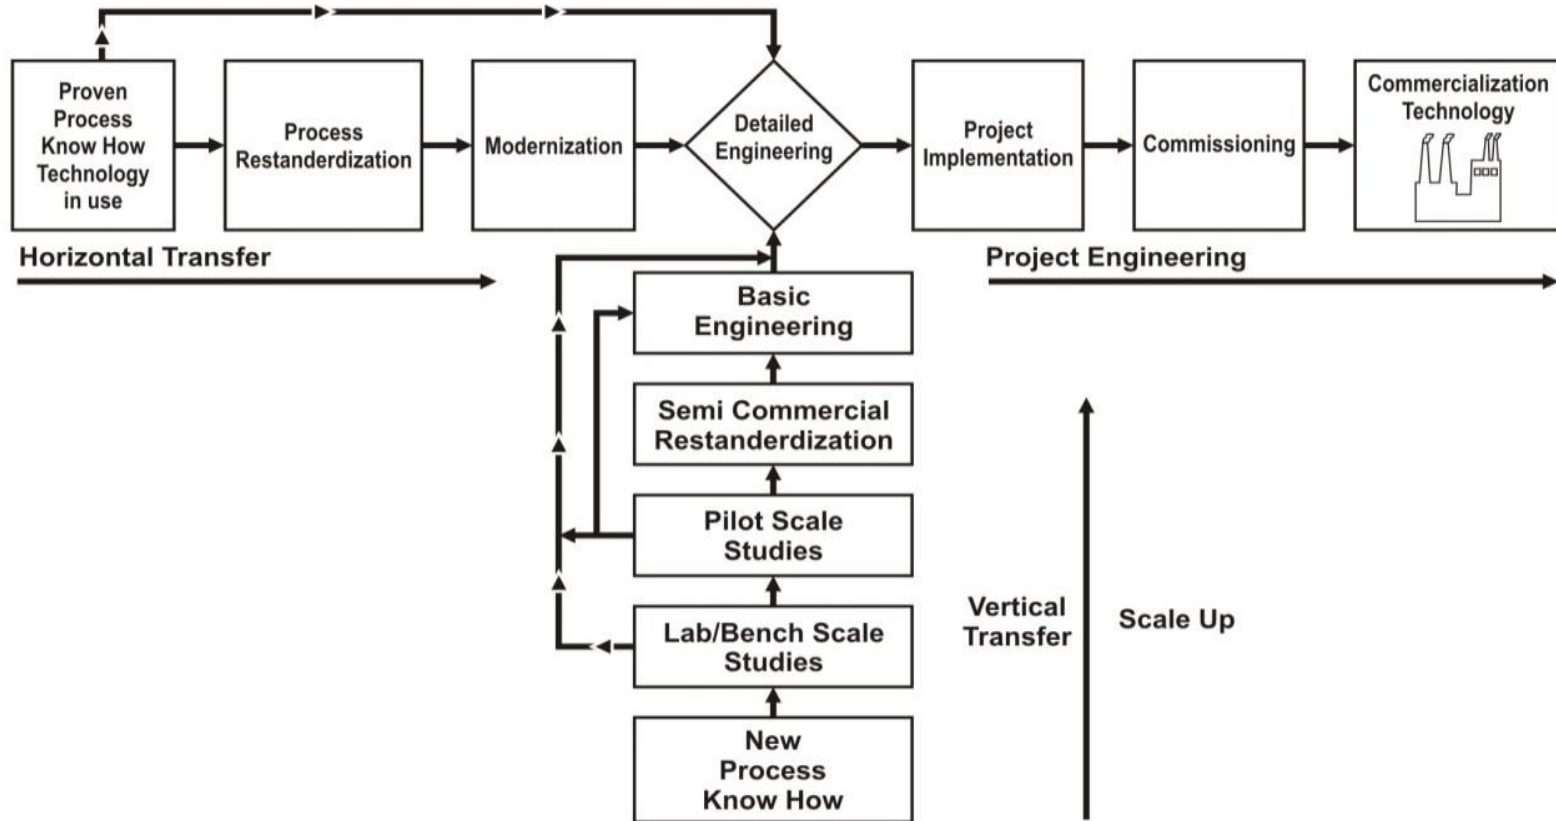 Proven
Process
Know How
Technology
in use
Process
Restanderdization
Modernization
Detailed
Engineering
Project
Implementation
Commissioning
Commercialization
Technology
Horizontal Transfer
Project Engineering
Basic
Engineering
Semi Commercial
Restanderdization
Pilot Scale
Studies
Lab/Bench Scale
Studies
New
Process
Know How
Vertical
Transfer
Scale Up